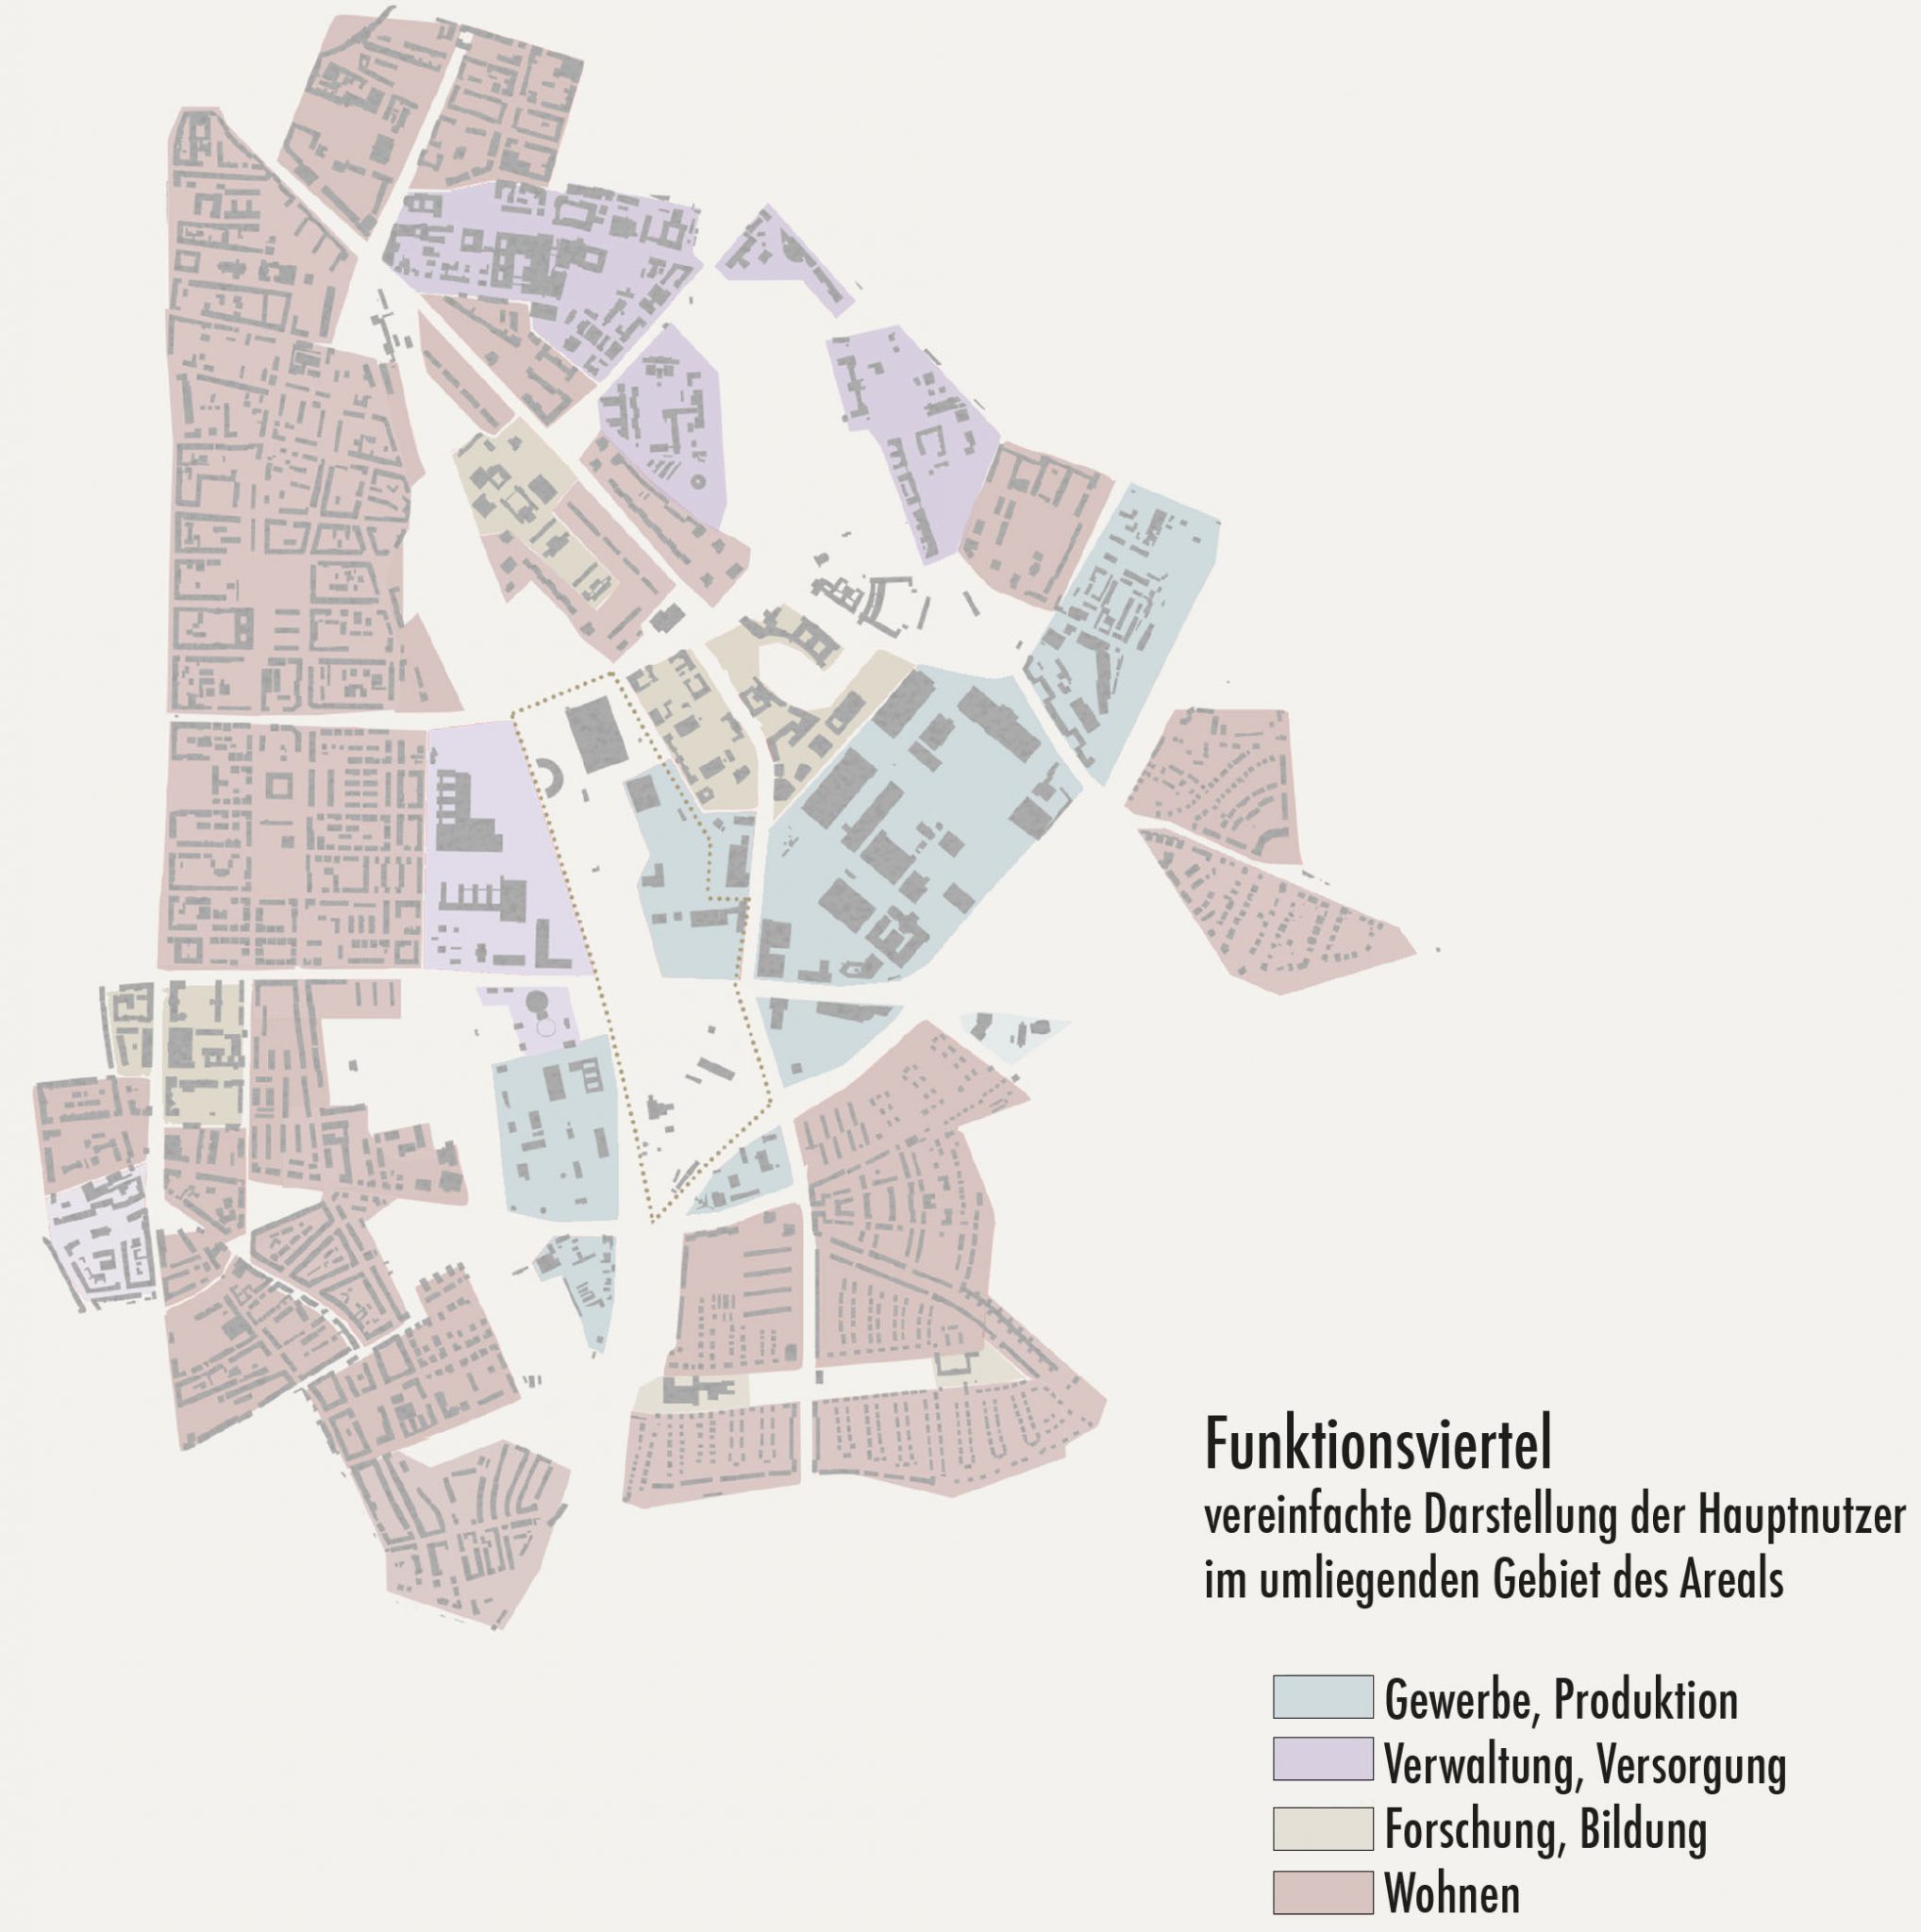 Funktionsviertel
vereinfachte Darstellung der Hauptnutzer
im umliegenden Gebiet des Areals
Gewerbe, Produktion
Verwaltung, Versorgung
Forschung, Bildung
Wohnen